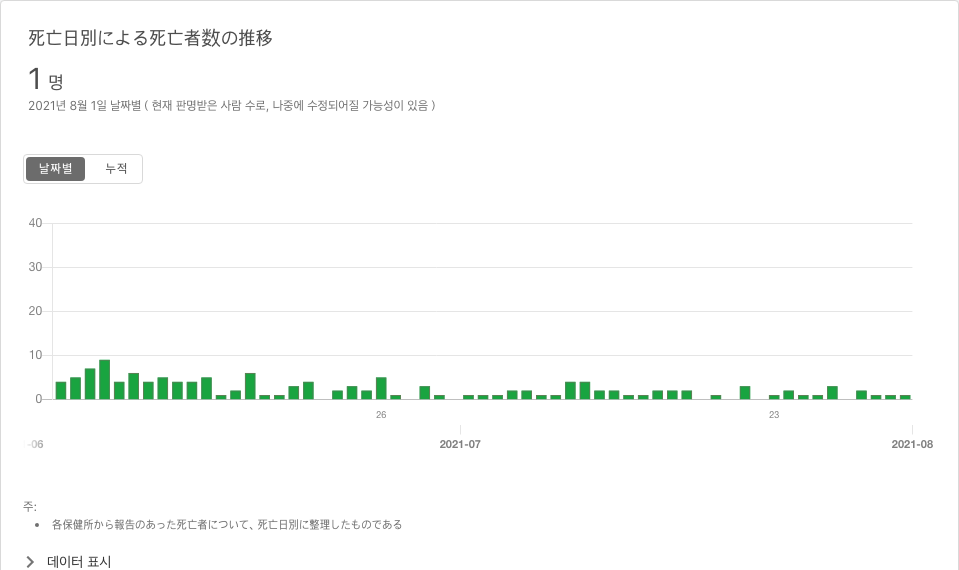 死亡日別による死亡者数の推移
1 명
2021년 8월 1일 날짜별 ( 현재 판명받은 사람 수로, 나중에 수정되어질 가능성이 있음 )
날짜별 누적
40
30
20
10
0
26 23
-06 2021-07 2021-08
주:
• 各保健所から報告のあった死亡者について、死亡日別に整理したものである
데이터 표시